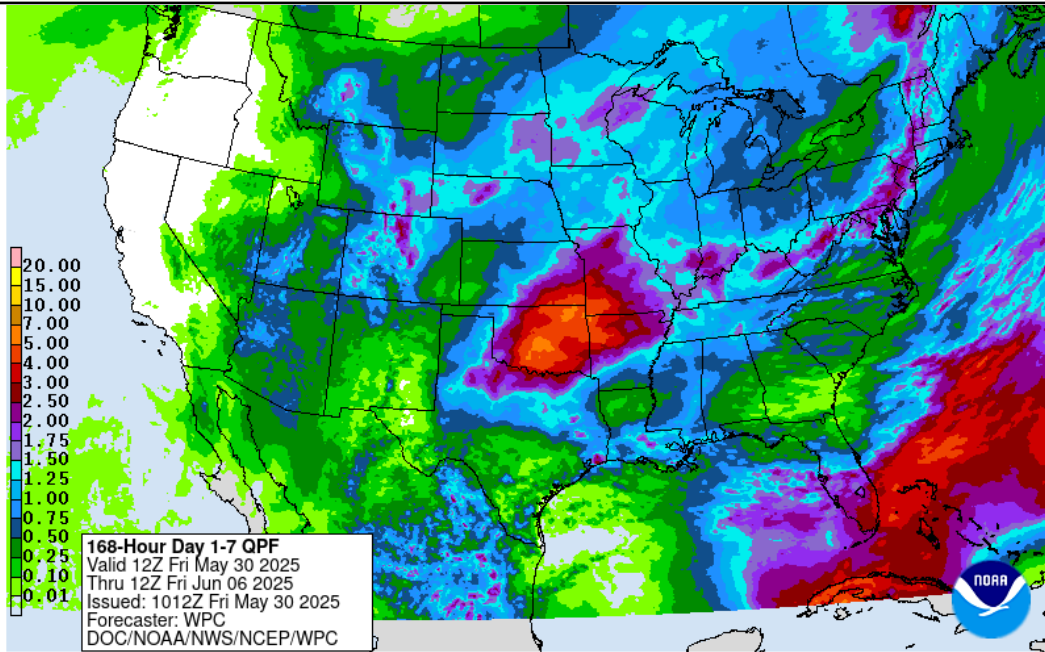 20.00
15.00
10.00
7.00
5.00
4.00
3.00
2.50
2.00
1.75
1.50
1.25
1.00
0.75
0.50
0.25
0.10
0.01
168-Hour Day 1-7 QPF
Valid 12Z Fri May 30 2025
Thru 12Z Fri Jun 06 2025
Issued: 1012Z Fri May 30 2025
Forecaster: WPC
DOC/NOAA/NWS/NCEP/WPC
NOAA